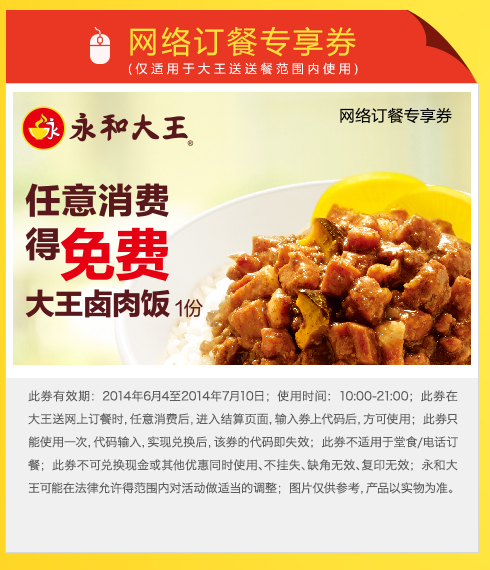 网络订餐专享券
(仅适用于大王送送餐范围内使用)
永 永和大王®
网络订餐专享券
任意消费
得免费
大王卤肉饭 1份
此券有效期：2014年6月4至2014年7月10日；使用时间：10:00-21:00；此券在
大王送网上订餐时，任意消费后，进入结算页面，输入券上代码后，方可使用；此券只
能使用一次，代码输入，实现兑换后，该券的代码即失效；此券不适用于堂食/电话订
餐；此券不可兑换现金或其他优惠同时使用、不挂失、缺角无效、复印无效；永和大
王可能在法律允许得范围内对活动做适当的调整；图片仅供参考，产品以实物为准。